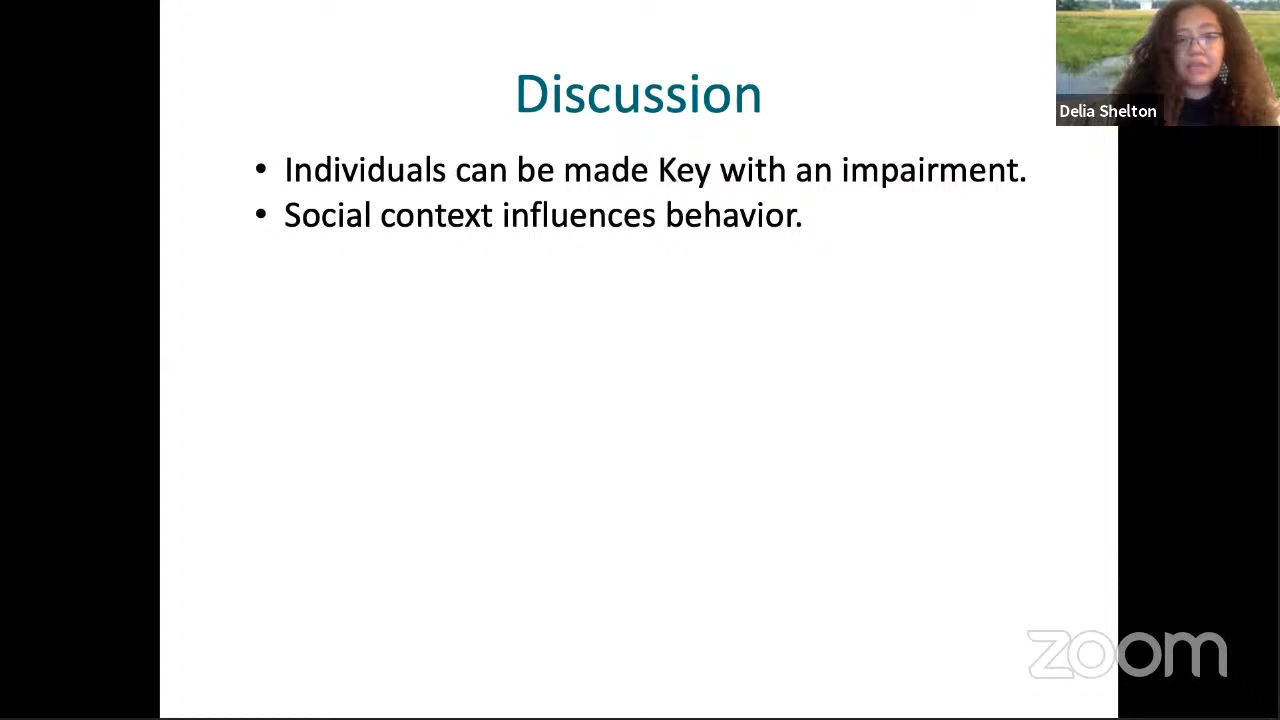 Discussion
• Individuals can be made Key with an impairment.
• Social context influences behavior.
Delia Shelton
zoom